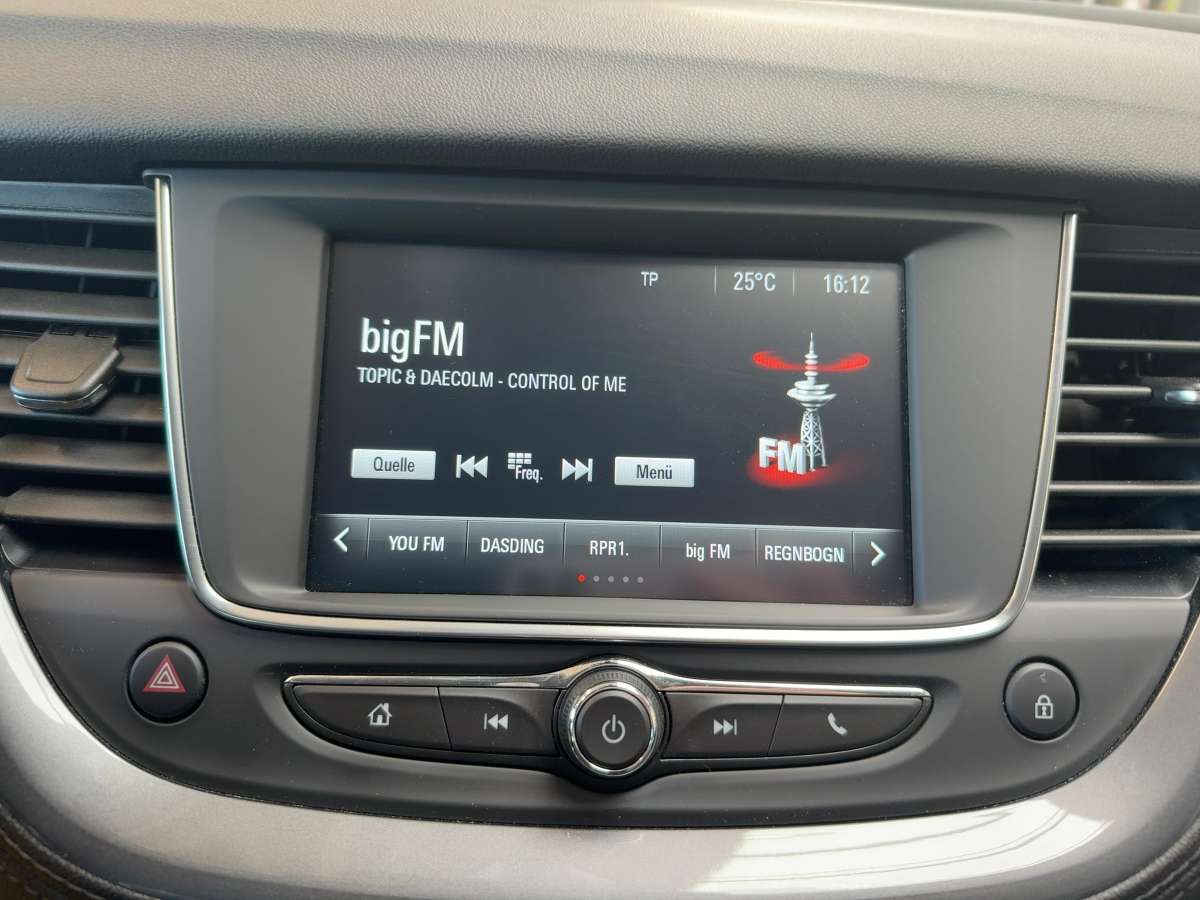 TP 25°C 16:12
bigFM
TOPIC & DAECOLM - CONTROL OF ME
FM
Quelle Freq. Menü
YOU FM DASDING RPR1. big FM REGNBOGN